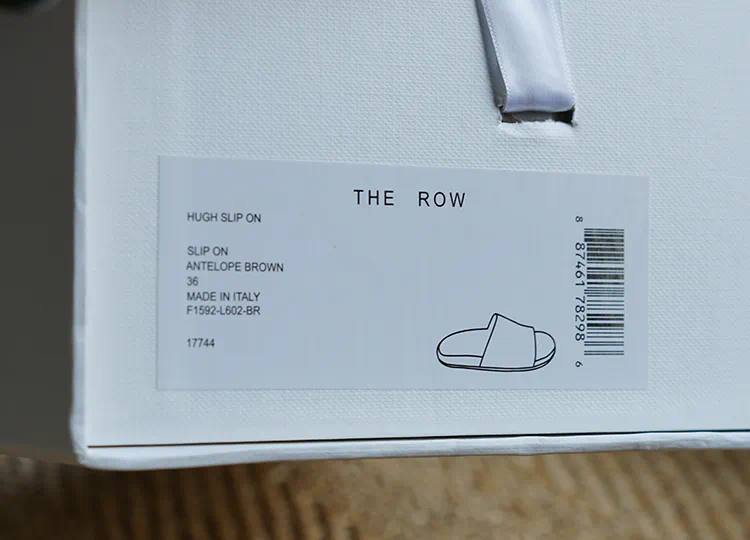 THE ROW
HUGH SLIP ON
SLIP ON
ANTELOPE BROWN
36
MADE IN ITALY
F1592-L602-BR
17744
8 87461 78298 6